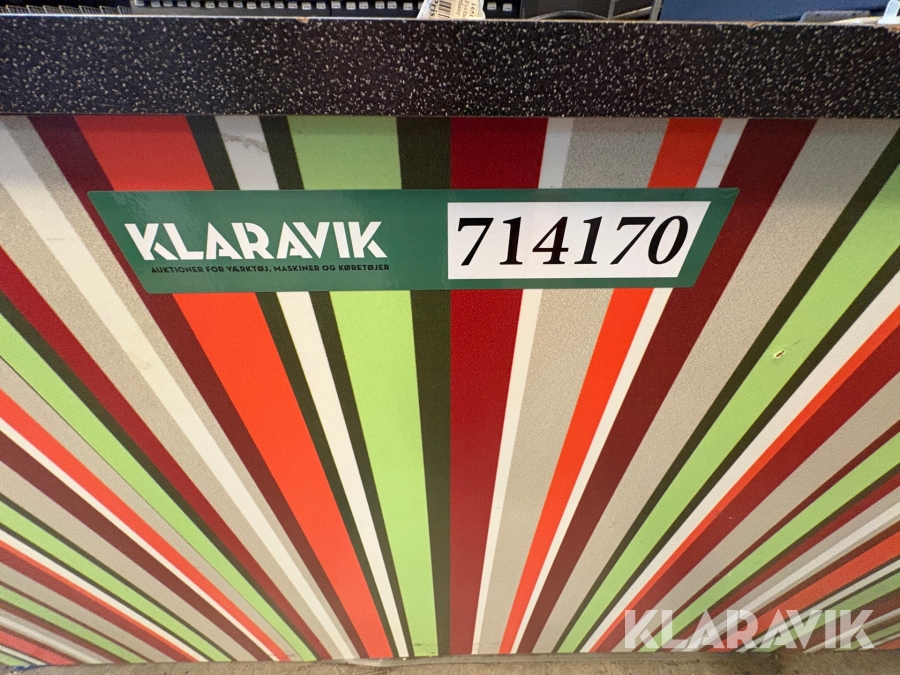 KLARAVIK
714170
AUKTIONER FOR VÆRKTØJ, MASKINER OG KØRETØJER
KLARAVIK